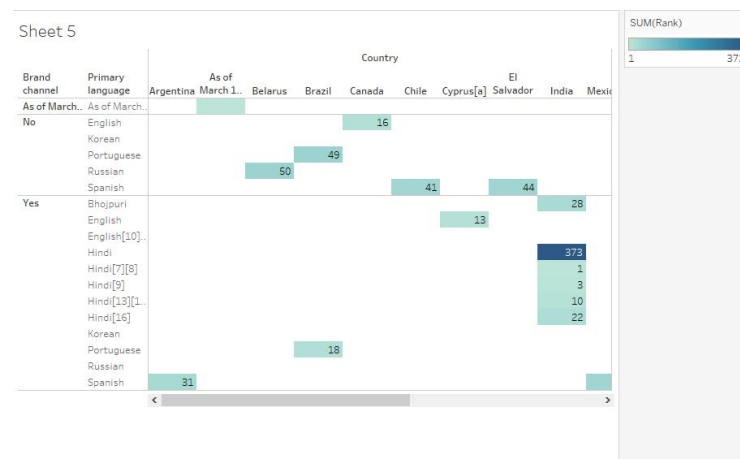 Sheet 5
SUM(Rank)
1 37
Country
Brand channel Primary language Argentina As of March 1.. Belarus Brazil Canada Chile Cyprus[a] El Salvador India Mexic
As of March.. As of March..
No English 16
Korean
Portuguese 49
Russian 50
Spanish 41 44
Yes Bhojpuri 28
English 13
English[10]..
Hindi 373
Hindi[7][8] 1
Hindi[9] 3
Hindi[13][1.. 10
Hindi[16] 22
Korean
Portuguese 18
Russian
Spanish 31